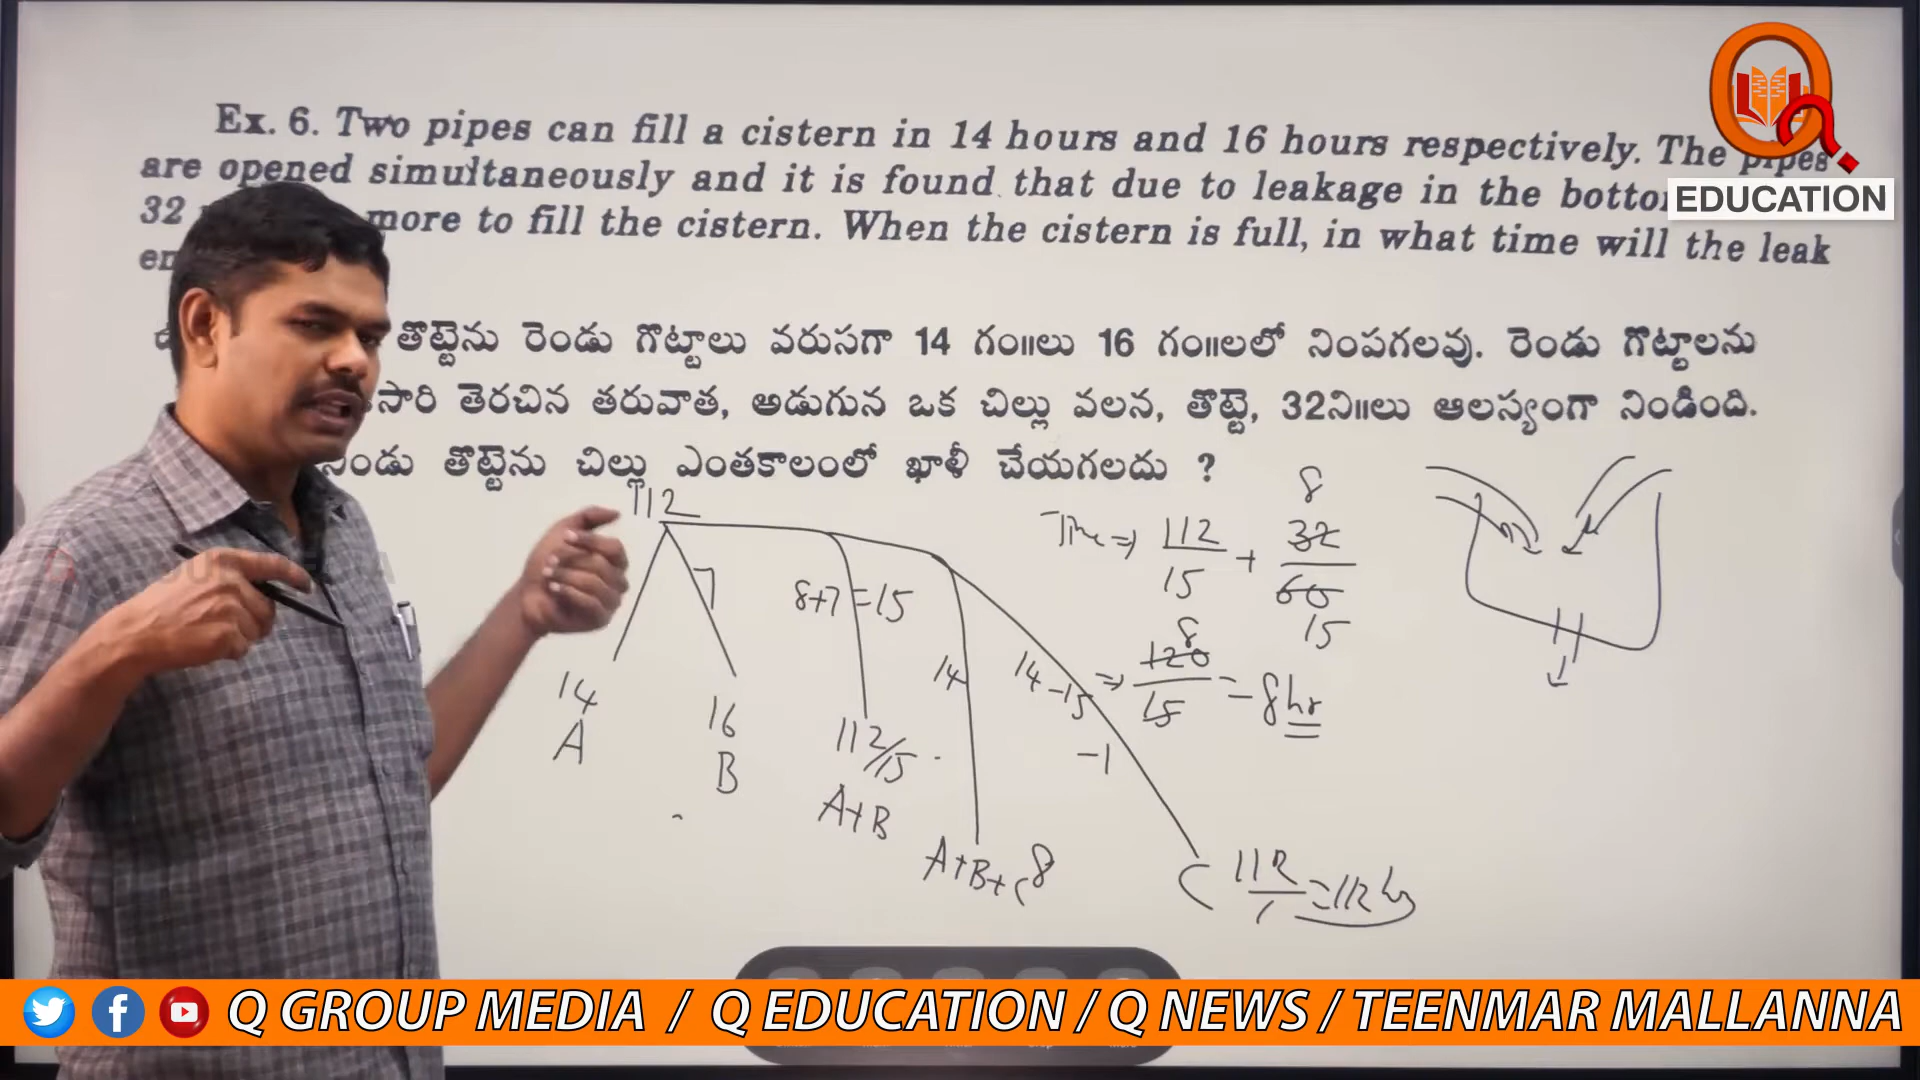 Ex. 6. Two pipes can fill a cistern in 14 hours and 16 hours respectively. The pipes
are opened simultaneously and it is found that due to leakage in the
32 more to fill the cistern. When the cistern is full, in what time will the leak
Q
EDUCATION
తొట్టెను రెండు గొట్టాలు వరుసగా 14 గం॥లు 16 గం॥లలో నింపగలవు. రెండు గొట్టాలను
సారి తెరచిన తరువాత, అడుగున ఒక చిల్లు వలన, తొట్టె, 32ని॥లు ఆలస్యంగా నిండింది.
నిండు తొట్టెను చిల్లు ఎంతకాలంలో ఖాళీ చేయగలదు ?
112
7
14
A
16
B
8+7=15
112/15
A+B
14
A+B+C 8
14-15
-1
C 112/1 = 112 hr
Time ⇒ 112/15 + 32/60
8
15
⇒ 120/15 = 8hr
8
Q GROUP MEDIA / Q EDUCATION / Q NEWS / TEENMAR MALLANNA